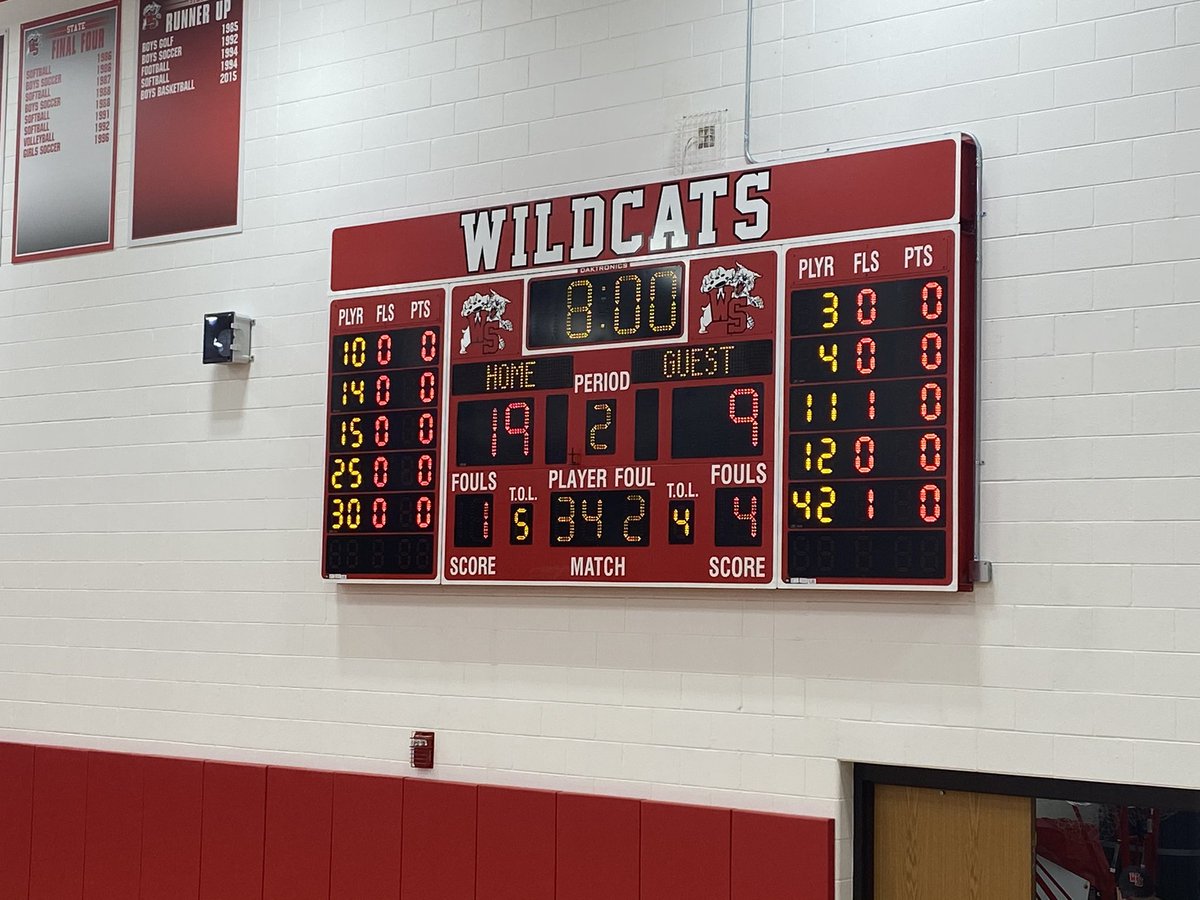 STATE
FINAL FOUR
SOFTBALL 1986
BOYS SOCCER 1986
SOFTBALL 1987
BOYS SOCCER 1988
SOFTBALL 1988
SOFTBALL 1991
VOLLEYBALL 1992
GIRLS SOCCER 1996
RUNNER UP
BOYS GOLF 1985
BOYS SOCCER 1992
FOOTBALL 1994
SOFTBALL 1994
BOYS BASKETBALL 2015
WILDCATS
DAKTRONICS
8:00
WS
WS
HOME
GUEST
PERIOD
19
2
9
FOULS
PLAYER FOUL
FOULS
T.O.L.
T.O.L.
1
5
34 2
4
4
SCORE
MATCH
SCORE
PLYR FLS PTS
10 0 0
14 0 0
15 0 0
25 0 0
30 0 0
PLYR FLS PTS
3 0 0
4 0 0
11 1 0
12 0 0
42 1 0